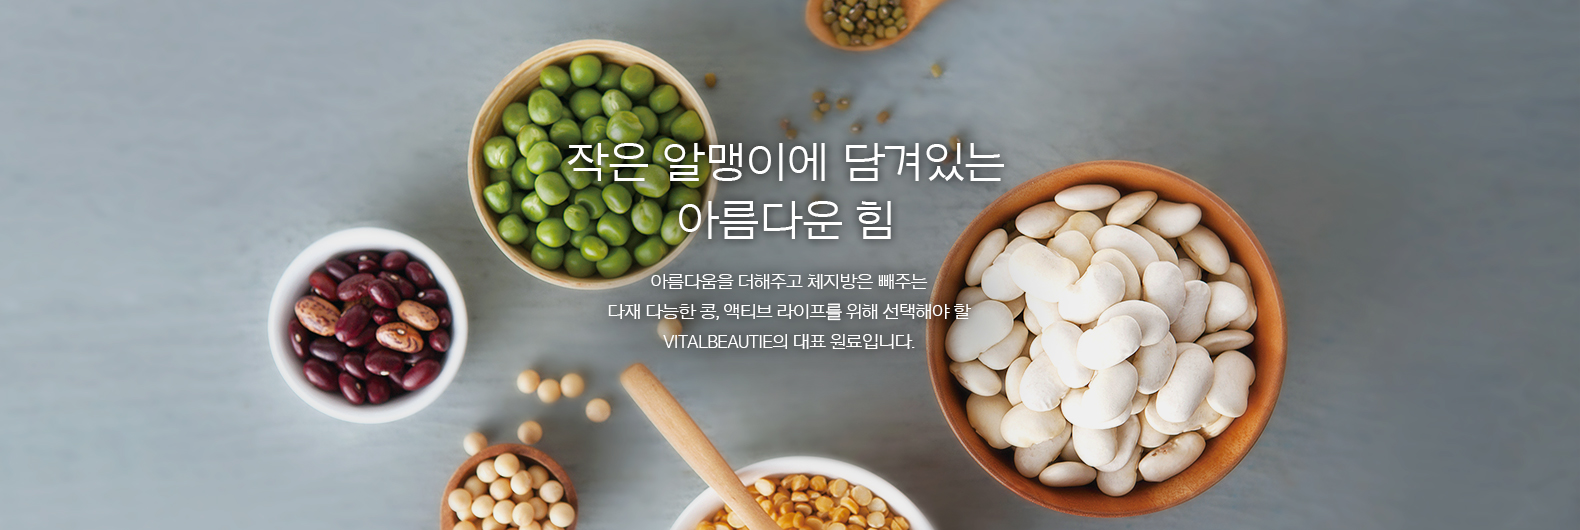 작은 알맹이에 담겨있는
아름다운 힘
아름다움을 더해주고 체지방은 빼주는
다재 다능한 콩, 액티브 라이프를 위해 선택해야 할
VITALBEAUTIE의 대표 원료입니다.